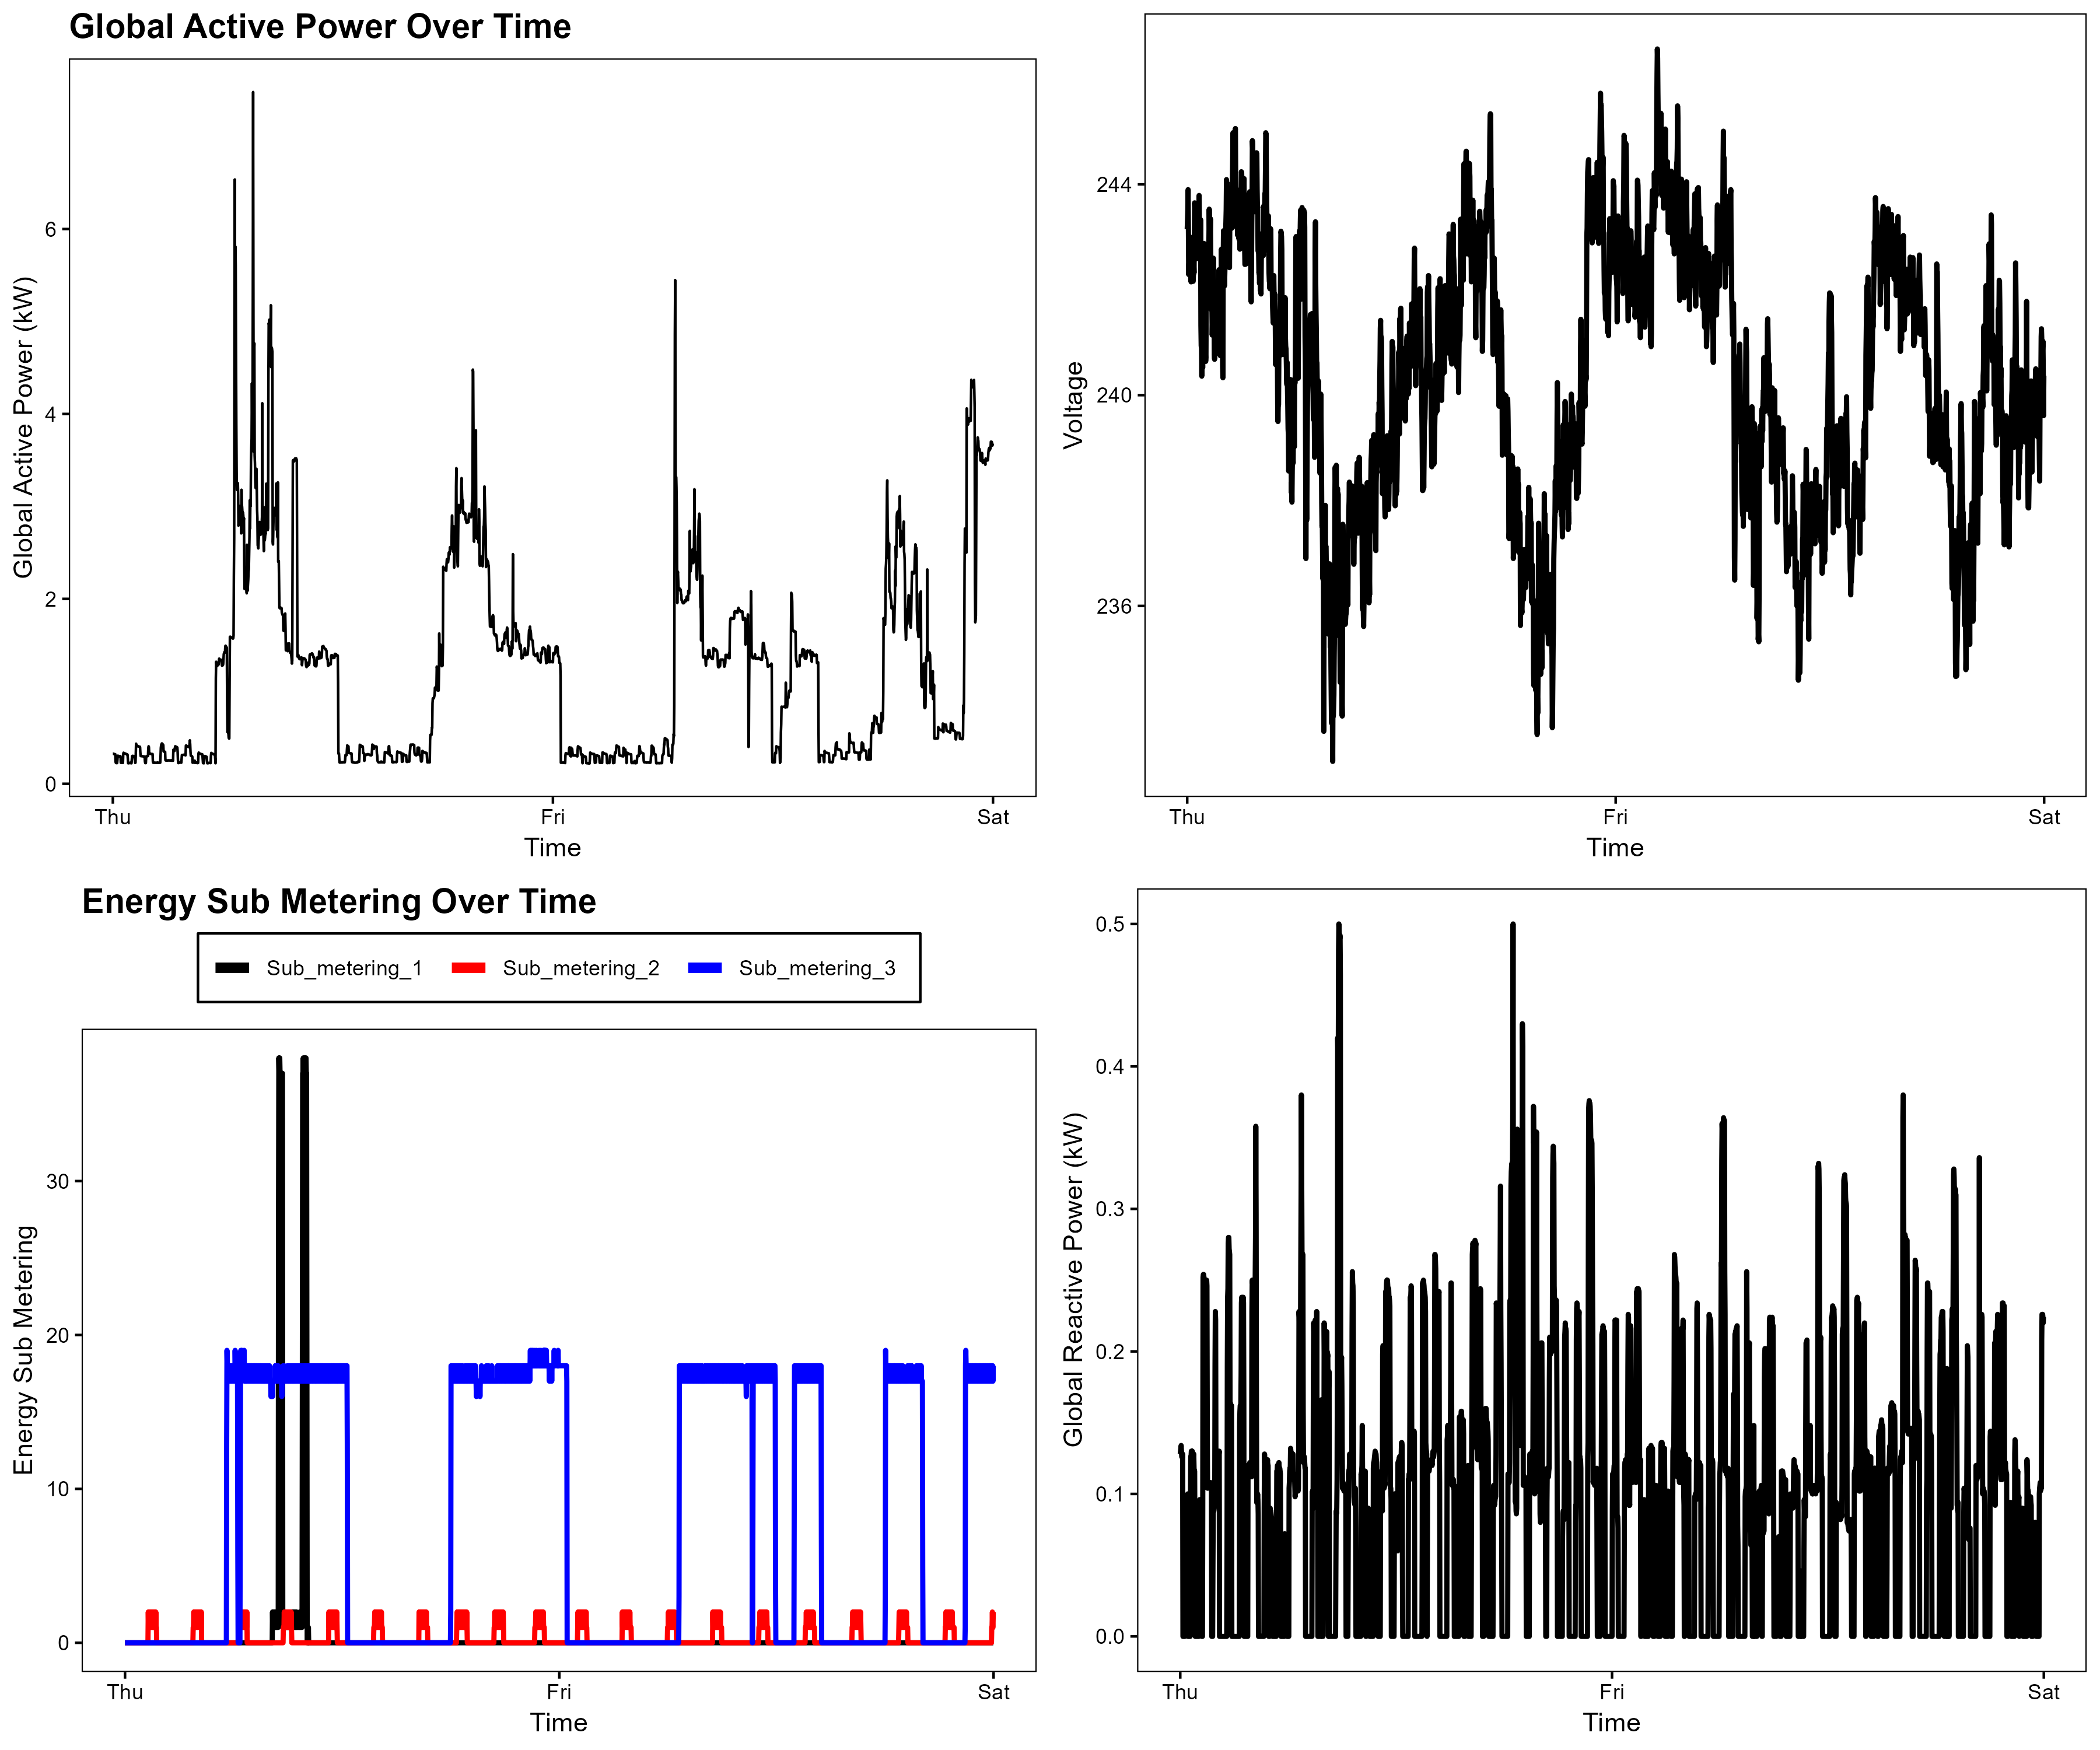 Global Active Power Over Time
Global Active Power (kW)
6
4
2
0
Thu Fri Sat
Time
Voltage
244
240
236
Thu Fri Sat
Time
Energy Sub Metering Over Time
Sub_metering_1 Sub_metering_2 Sub_metering_3
Energy Sub Metering
30
20
10
0
Thu Fri Sat
Time
Global Reactive Power (kW)
0.5
0.4
0.3
0.2
0.1
0.0
Thu Fri Sat
Time